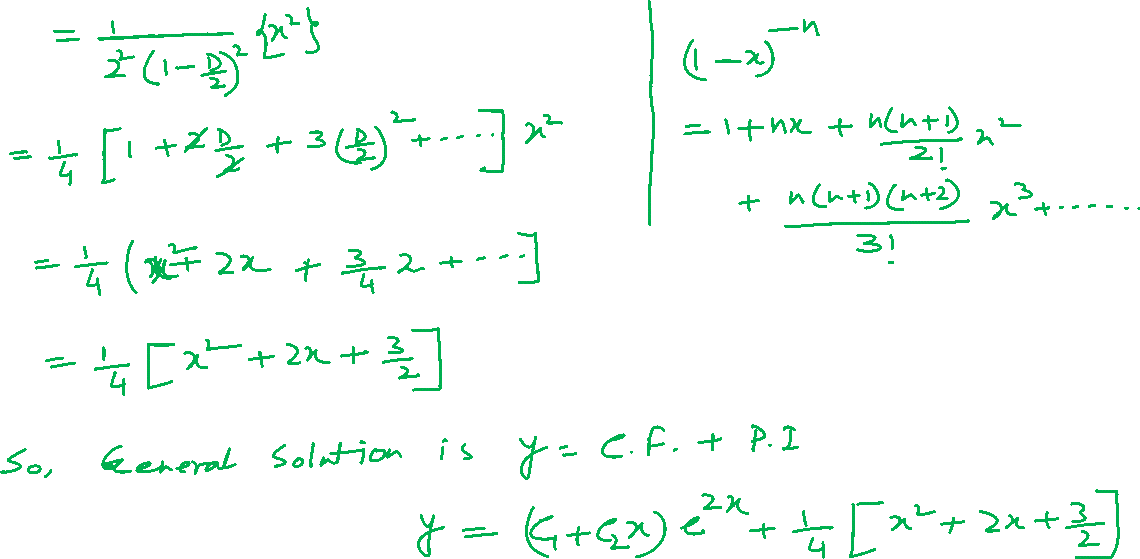 = 1/(2²(1 - D/2)²) {x²}
= 1/4 [1 + 2 D/2 + 3(D/2)² + ....] x²
= 1/4 (x² + 2x + 3/4 2 + ....]
= 1/4 [x² + 2x + 3/2]
(1 - x)^-n
= 1 + nx + n(n+1)/2! x²
+ n(n+1)(n+2)/3! x³ + .......
So, General Solution is y = C.F. + P.I
y = (C₁ + C₂x) e^2x + 1/4 [x² + 2x + 3/2]